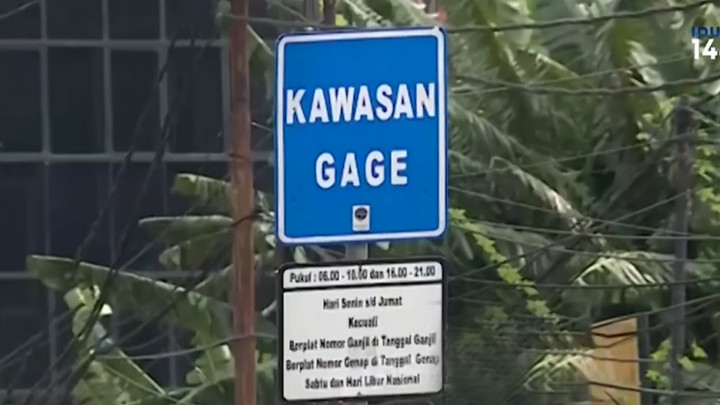 KAWASAN
GAGE
Pukul : 06.00 - 10.00 dan 16.00 - 21.00
Hari Senin s/d Jumat
Kecuali
Berplat Nomor Ganjil di Tanggal Ganjil
Berplat Nomor Genap di Tanggal Genap
Sabtu dan Hari Libur Nasional